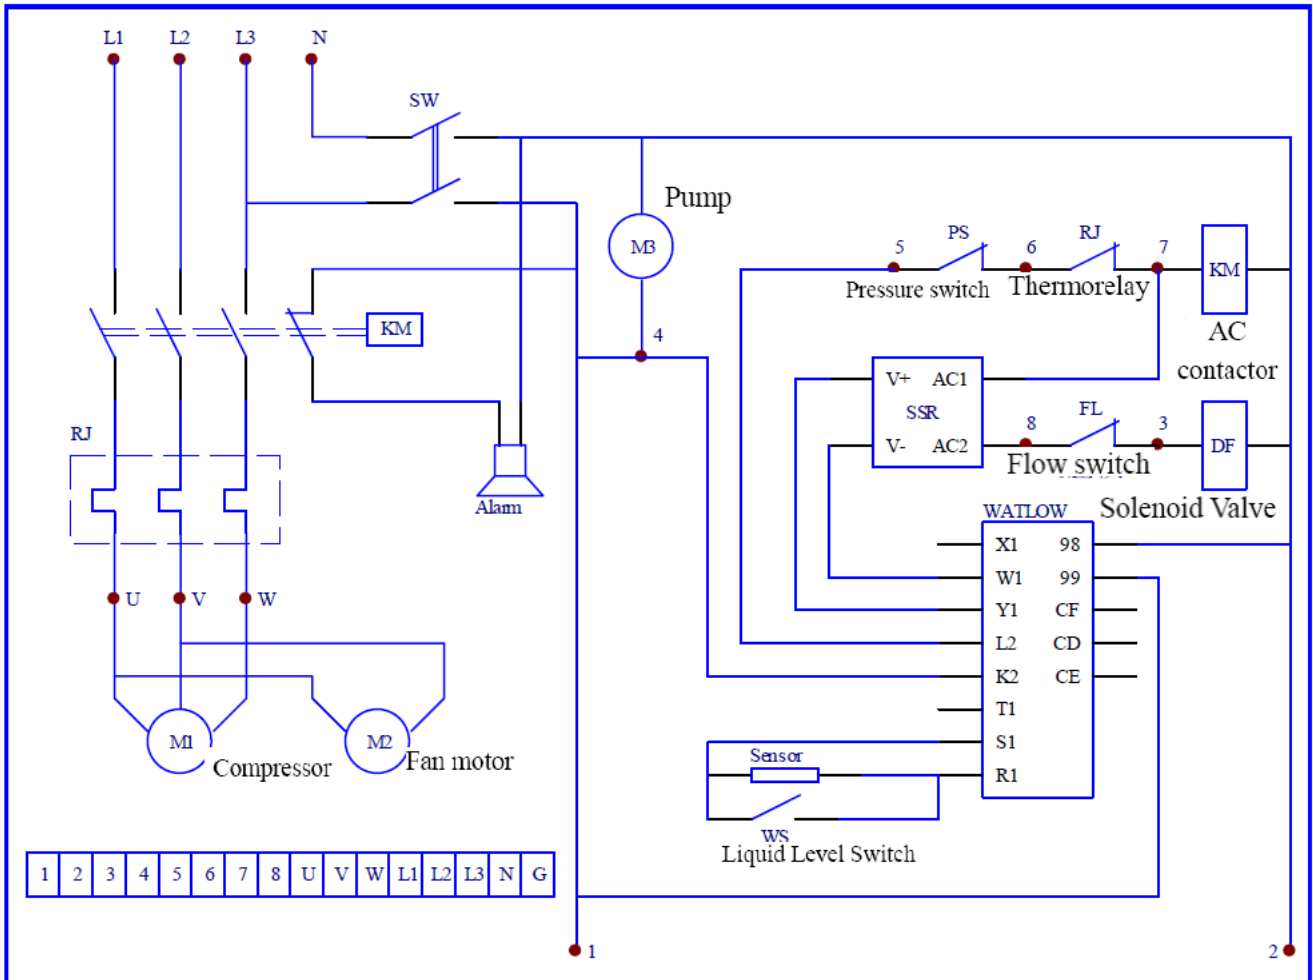 L1 L2 L3 N
SW
Pump
M3
PS RJ
5 6 7
KM
Pressure switch Thermorelay
AC
contactor
KM
4
V+ AC1
SSR
V- AC2
FL
8 3
DF
Flow switch
Solenoid Valve
RJ
Alarm
WATLOW
X1 98
W1 99
Y1 CF
L2 CD
K2 CE
T1
S1
R1
U V W
M1
Compressor
M2
Fan motor
Sensor
WS
Liquid Level Switch
1 2 3 4 5 6 7 8 U V W L1 L2 L3 N G
1 2